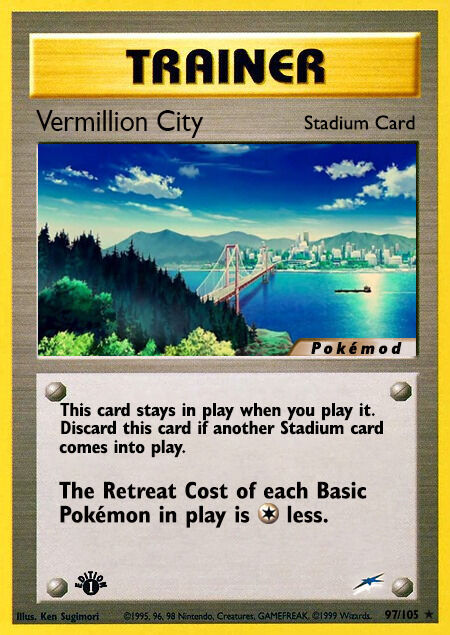 TRAINER
Vermillion City Stadium Card
Pokémod
This card stays in play when you play it.
Discard this card if another Stadium card
comes into play.
The Retreat Cost of each Basic
Pokémon in play is less.
EDITION
1
Illus. Ken Sugimori ©1995, 96, 98 Nintendo, Creatures, GAMEFREAK. ©1999 Wizards. 97/105 ★